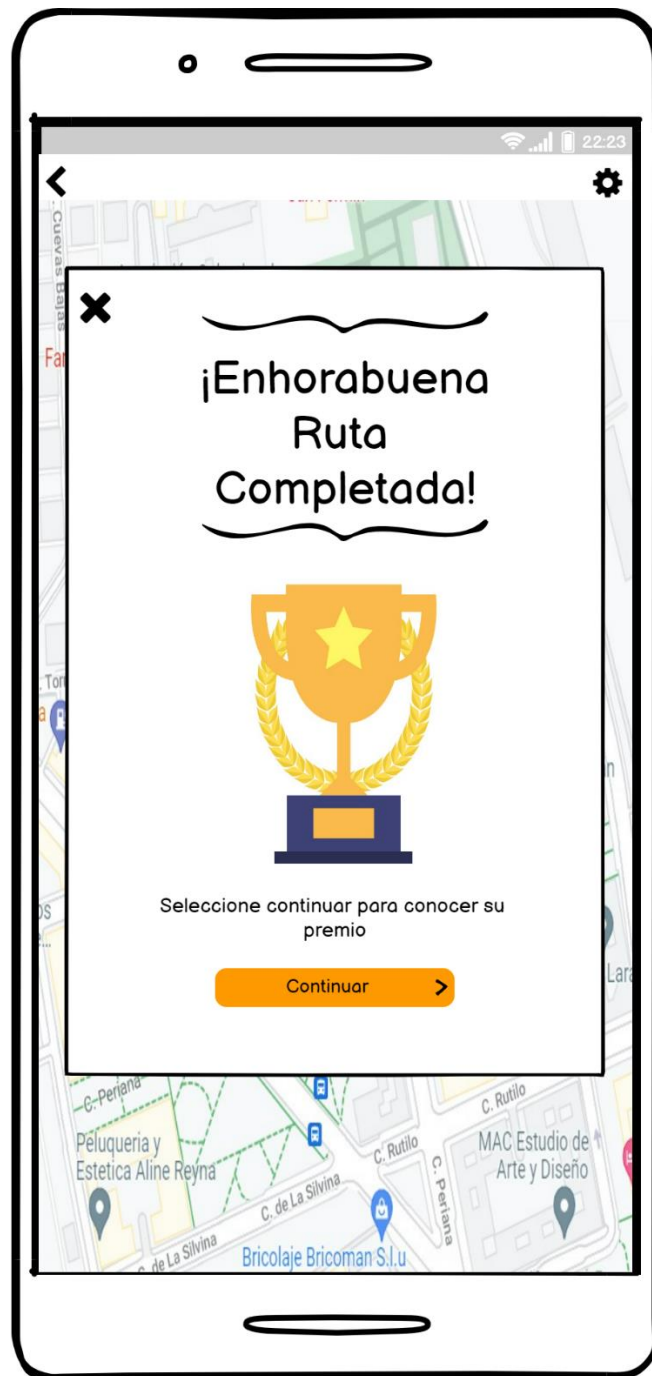 22:23
Cuevas Bajas
¡Enhorabuena
Ruta
Completada!
Seleccione continuar para conocer su
premio
Continuar
Lara
C. Periana
C. Rutilo
Peluqueria y
Estetica Aline Reyna
C. Rutilo
C. Periana
MAC Estudio de
Arte y Diseño
C. de La Silvina
C. de La Silvina
Bricolaje Bricoman S.l.u